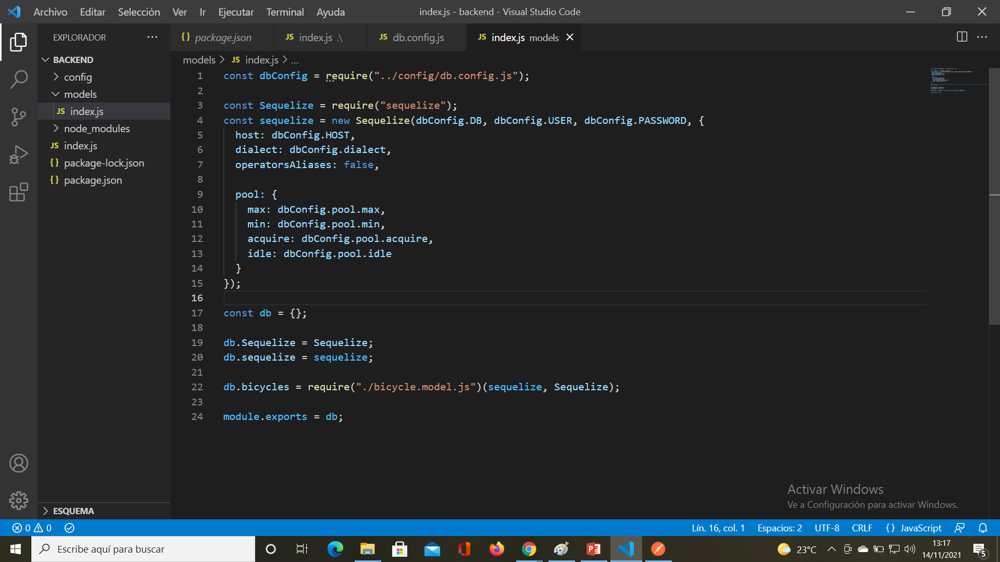 Archivo Editar Selección Ver Ir Ejecutar Terminal Ayuda
index.js - backend - Visual Studio Code
EXPLORADOR
BACKEND
config
models
JS index.js
node_modules
JS index.js
{} package-lock.json
{} package.json
ESQUEMA
{} package.json
JS index.js .\
JS db.config.js
JS index.js models
models > JS index.js > ...
1 const dbConfig = require("../config/db.config.js");
2
3 const Sequelize = require("sequelize");
4 const sequelize = new Sequelize(dbConfig.DB, dbConfig.USER, dbConfig.PASSWORD, {
5 host: dbConfig.HOST,
6 dialect: dbConfig.dialect,
7 operatorsAliases: false,
8
9 pool: {
10 max: dbConfig.pool.max,
11 min: dbConfig.pool.min,
12 acquire: dbConfig.pool.acquire,
13 idle: dbConfig.pool.idle
14 }
15 });
16
17 const db = {};
18
19 db.Sequelize = Sequelize;
20 db.sequelize = sequelize;
21
22 db.bicycles = require("./bicycle.model.js")(sequelize, Sequelize);
23
24 module.exports = db;
Activar Windows
Ve a Configuración para activar Windows.
0 0
Lín. 16, col. 1 Espacios: 2 UTF-8 CRLF {} JavaScript
Escribe aquí para buscar
23°C
13:17
14/11/2021
5